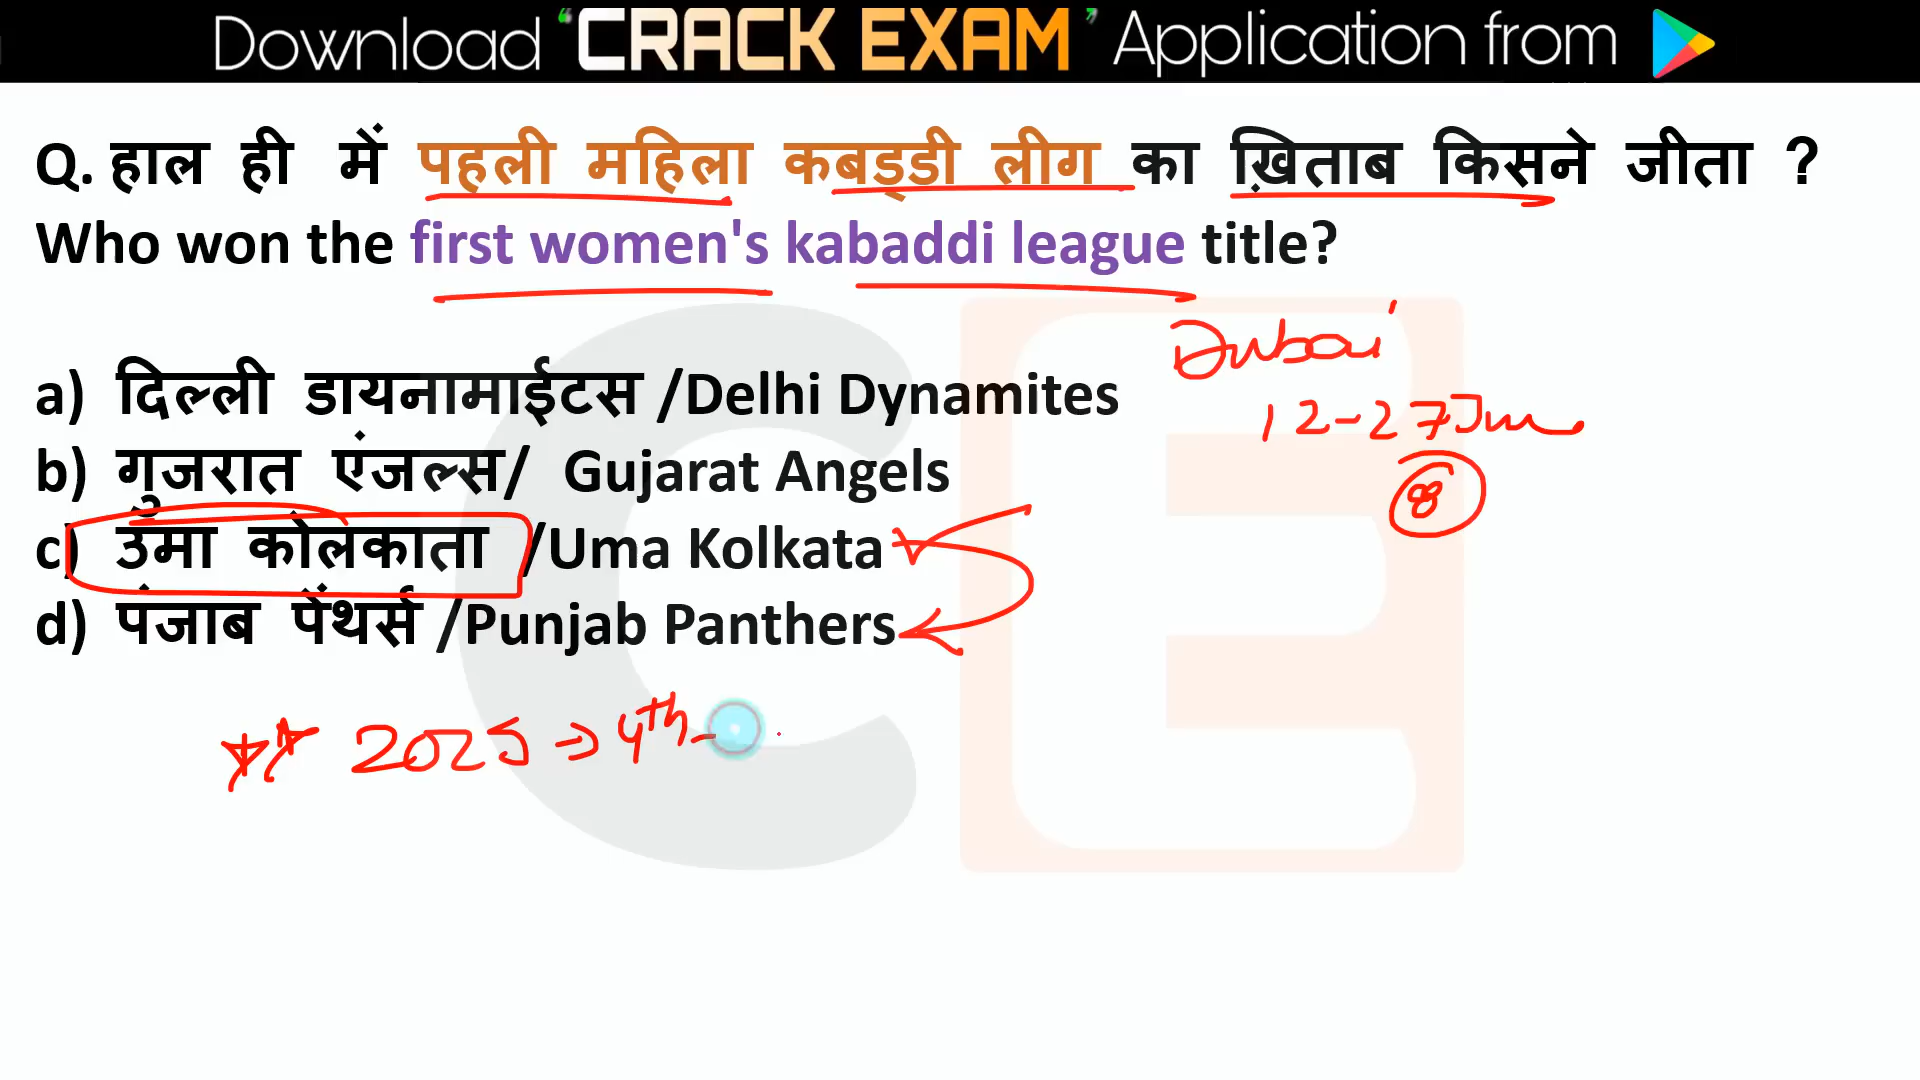 Download ‘CRACK EXAM’ Application from
Q. हाल ही में पहली महिला कबड्डी लीग का ख़िताब किसने जीता ?
Who won the first women's kabaddi league title?
Dubai
a) दिल्ली डायनामाईटस /Delhi Dynamites
12-27 Jun
b) गुजरात एंजल्स/ Gujarat Angels
8
c) उमा कोलकाता /Uma Kolkata
d) पंजाब पेंथर्स /Punjab Panthers
2025 → 4th -